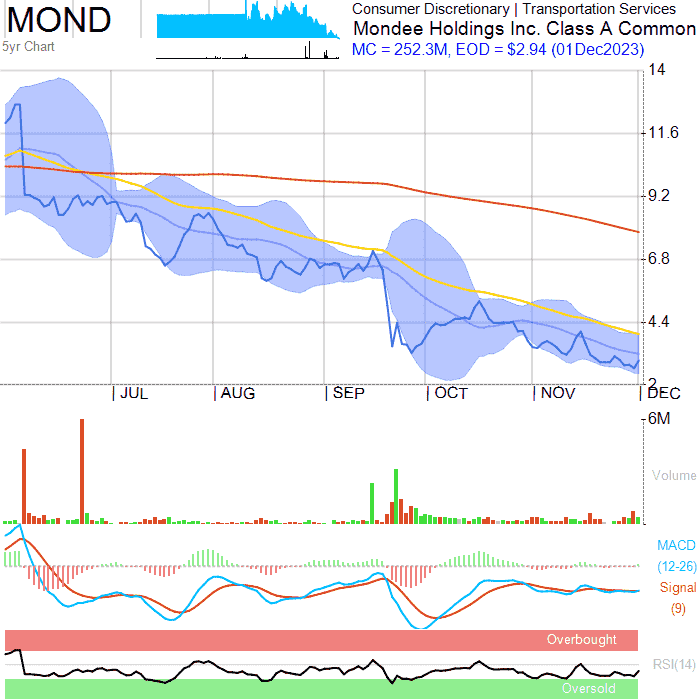 MOND
5yr Chart
Consumer Discretionary | Transportation Services
Mondee Holdings Inc. Class A Common
MC = 252.3M, EOD = $2.94 (01Dec2023)
14
11.6
9.2
6.8
4.4
2
JUL AUG SEP OCT NOV DEC
6M
Volume
MACD
(12-26)
Signal
(9)
Overbought
RSI(14)
Oversold